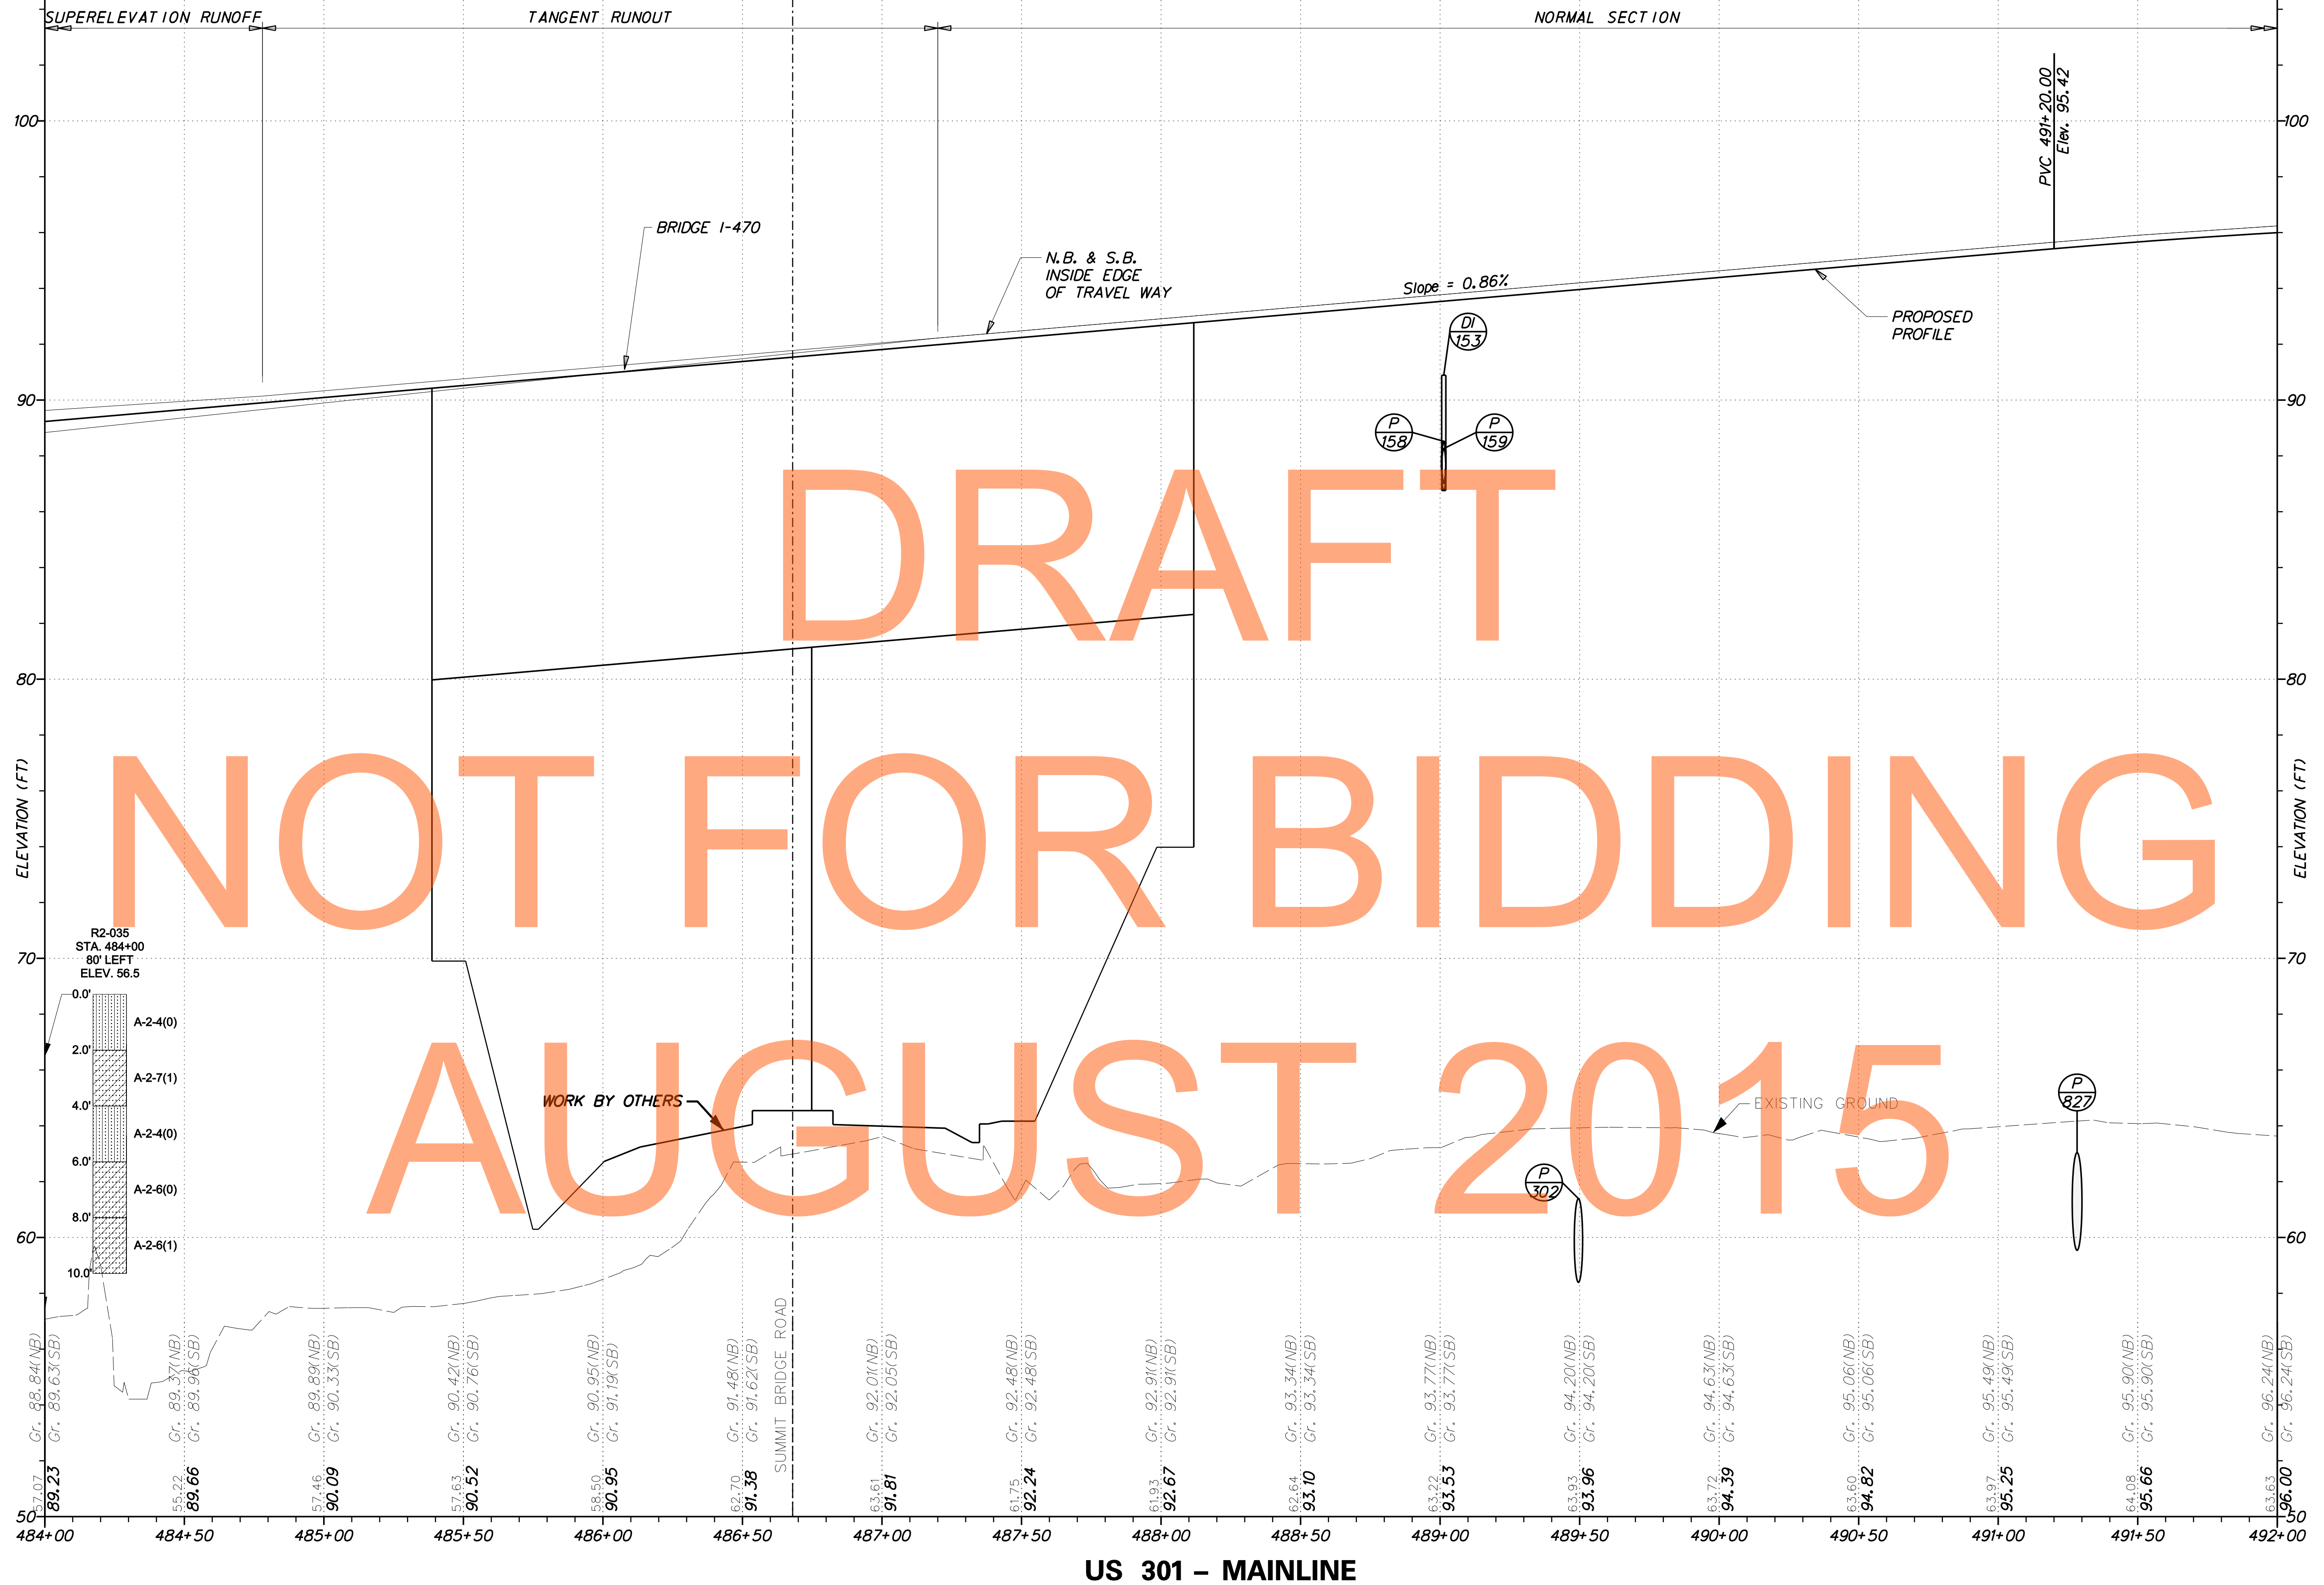 SUPERELEVATION RUNOFF
TANGENT RUNOUT
NORMAL SECTION
PVC 491+20.00
Elev. 95.42
100
100
BRIDGE 1-470
N.B. & S.B.
INSIDE EDGE
OF TRAVEL WAY
Slope = 0.86%
PROPOSED
PROFILE
DI
153
P
158
P
159
90
90
DRAFT
80
80
NOT FOR BIDDING
ELEVATION (FT)
ELEVATION (FT)
70
70
R2-035
STA. 484+00
80' LEFT
ELEV. 56.5
0.0'
A-2-4(0)
2.0'
A-2-7(1)
4.0'
A-2-4(0)
6.0'
A-2-6(0)
8.0'
A-2-6(1)
10.0'
AUGUST 2015
WORK BY OTHERS
EXISTING GROUND
P
827
P
302
60
60
SUMMIT BRIDGE ROAD
Gr. 88.84(NB)
Gr. 89.63(SB)
Gr. 89.37(NB)
Gr. 89.96(SB)
Gr. 89.89(NB)
Gr. 90.33(SB)
Gr. 90.42(NB)
Gr. 90.76(SB)
Gr. 90.95(NB)
Gr. 91.19(SB)
Gr. 91.48(NB)
Gr. 91.62(SB)
Gr. 92.01(NB)
Gr. 92.05(SB)
Gr. 92.48(NB)
Gr. 92.48(SB)
Gr. 92.91(NB)
Gr. 92.91(SB)
Gr. 93.34(NB)
Gr. 93.34(SB)
Gr. 93.77(NB)
Gr. 93.77(SB)
Gr. 94.20(NB)
Gr. 94.20(SB)
Gr. 94.63(NB)
Gr. 94.63(SB)
Gr. 95.06(NB)
Gr. 95.06(SB)
Gr. 95.49(NB)
Gr. 95.49(SB)
Gr. 95.90(NB)
Gr. 95.90(SB)
Gr. 96.24(NB)
Gr. 96.24(SB)
57.07
89.23
55.22
89.66
57.46
90.09
57.63
90.52
58.50
90.95
62.70
91.38
63.61
91.81
61.75
92.24
61.93
92.67
62.64
93.10
63.22
93.53
63.93
93.96
63.72
94.39
63.60
94.82
63.97
95.25
64.08
95.66
63.63
96.00
50
50
484+00
484+50
485+00
485+50
486+00
486+50
487+00
487+50
488+00
488+50
489+00
489+50
490+00
490+50
491+00
491+50
492+00
US 301 – MAINLINE